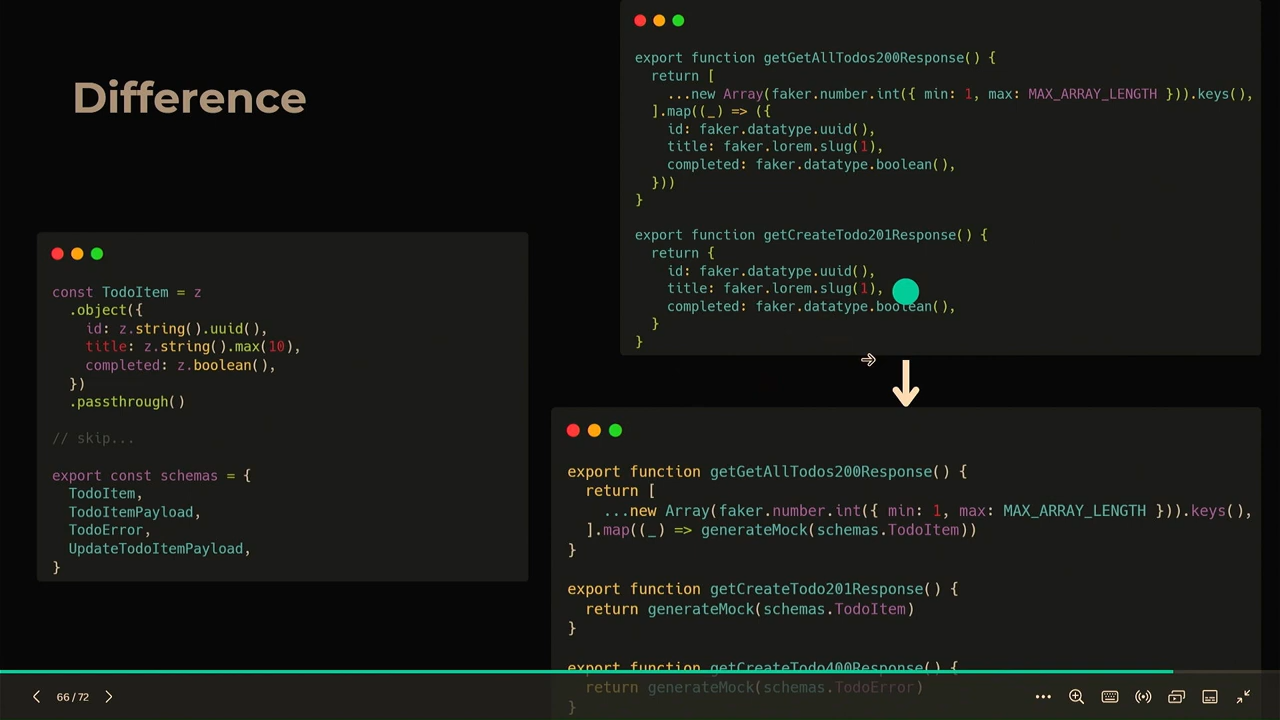 Difference
const TodoItem = z
  .object({
    id: z.string().uuid(),
    title: z.string().max(10),
    completed: z.boolean(),
  })
  .passthrough()

// skip...

export const schemas = {
  TodoItem,
  TodoItemPayload,
  TodoError,
  UpdateTodoItemPayload,
}
export function getGetAllTodos200Response() {
  return [
    ...new Array(faker.number.int({ min: 1, max: MAX_ARRAY_LENGTH })).keys(),
  ].map((_) => ({
    id: faker.datatype.uuid(),
    title: faker.lorem.slug(1),
    completed: faker.datatype.boolean(),
  }))
}

export function getCreateTodo201Response() {
  return {
    id: faker.datatype.uuid(),
    title: faker.lorem.slug(1),
    completed: faker.datatype.boolean(),
  }
}
export function getGetAllTodos200Response() {
  return [
    ...new Array(faker.number.int({ min: 1, max: MAX_ARRAY_LENGTH })).keys(),
  ].map((_) => generateMock(schemas.TodoItem))
}

export function getCreateTodo201Response() {
  return generateMock(schemas.TodoItem)
}

export function getCreateTodo400Response() {
  return generateMock(schemas.TodoError)
}
66 / 72